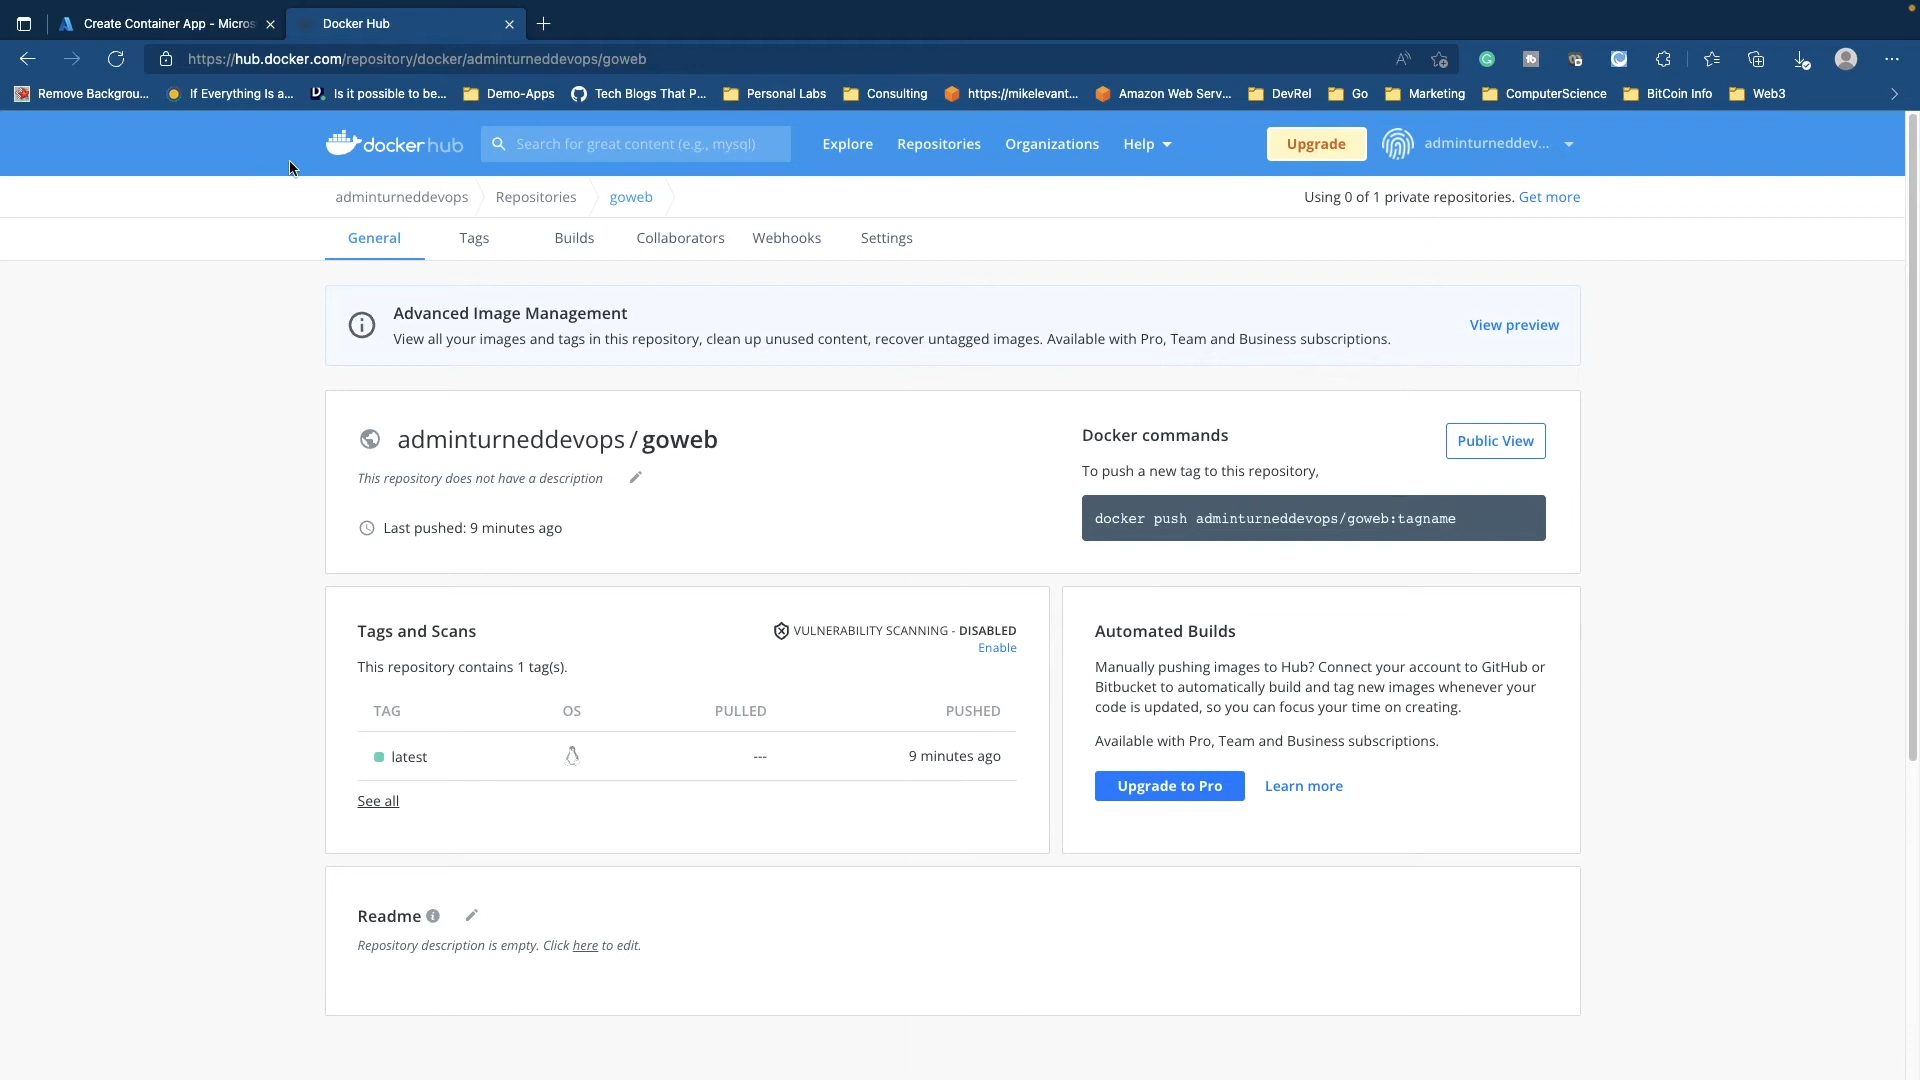 Create Container App - Micros
Docker Hub
https://hub.docker.com/repository/docker/adminturneddevops/goweb
Remove Backgrou...
If Everything Is a...
Is it possible to be...
Demo-Apps
Tech Blogs That P...
Personal Labs
Consulting
https://mikelevant...
Amazon Web Serv...
DevRel
Go
Marketing
ComputerScience
BitCoin Info
Web3
docker hub
Search for great content (e.g., mysql)
Explore
Repositories
Organizations
Help
Upgrade
adminturneddev...
adminturneddevops
Repositories
goweb
Using 0 of 1 private repositories. Get more
General
Tags
Builds
Collaborators
Webhooks
Settings
Advanced Image Management
View all your images and tags in this repository, clean up unused content, recover untagged images. Available with Pro, Team and Business subscriptions.
View preview
adminturneddevops / goweb
This repository does not have a description
Last pushed: 9 minutes ago
Docker commands
Public View
To push a new tag to this repository,
docker push adminturneddevops/goweb:tagname
Tags and Scans
VULNERABILITY SCANNING - DISABLED
Enable
This repository contains 1 tag(s).
TAG
OS
PULLED
PUSHED
latest
---
9 minutes ago
See all
Automated Builds
Manually pushing images to Hub? Connect your account to GitHub or
Bitbucket to automatically build and tag new images whenever your
code is updated, so you can focus your time on creating.
Available with Pro, Team and Business subscriptions.
Upgrade to Pro
Learn more
Readme
Repository description is empty. Click here to edit.